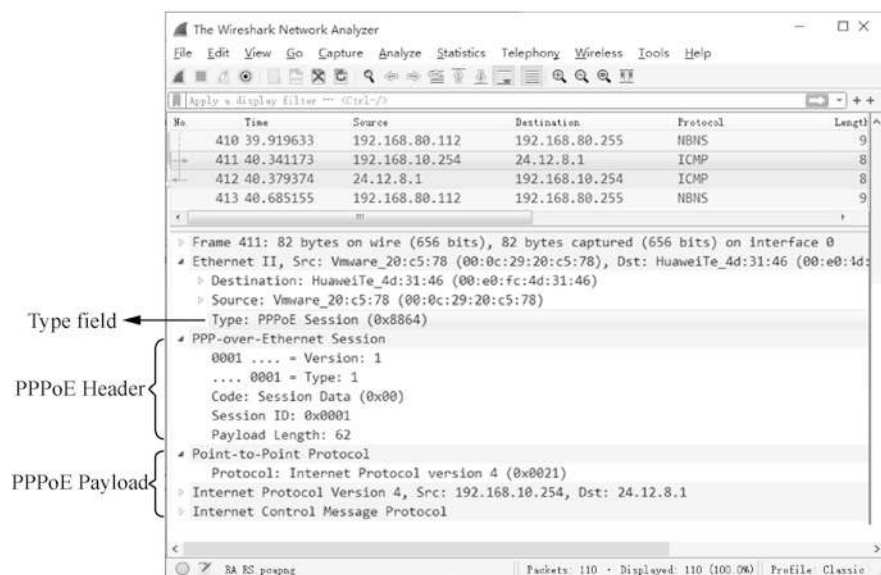 The Wireshark Network Analyzer
File Edit View Go Capture Analyze Statistics Telephony Wireless Tools Help
Apply a display filter … <Ctrl-/>
No. Time Source Destination Protocol Length
410 39.919633 192.168.80.112 192.168.80.255 NBNS 9
411 40.341173 192.168.10.254 24.12.8.1 ICMP 8
412 40.379374 24.12.8.1 192.168.10.254 ICMP 8
413 40.685155 192.168.80.112 192.168.80.255 NBNS 9
Frame 411: 82 bytes on wire (656 bits), 82 bytes captured (656 bits) on interface 0
Ethernet II, Src: Vmware_20:c5:78 (00:0c:29:20:c5:78), Dst: HuaweiTe_4d:31:46 (00:e0:4d:
Destination: HuaweiTe_4d:31:46 (00:e0:fc:4d:31:46)
Source: Vmware_20:c5:78 (00:0c:29:20:c5:78)
Type field
Type: PPPoE Session (0x8864)
PPP-over-Ethernet Session
0001 .... = Version: 1
.... 0001 = Type: 1
PPPoE Header
Code: Session Data (0x00)
Session ID: 0x0001
Payload Length: 62
Point-to-Point Protocol
PPPoE Payload
Protocol: Internet Protocol version 4 (0x0021)
Internet Protocol Version 4, Src: 192.168.10.254, Dst: 24.12.8.1
Internet Control Message Protocol
RA RS.pcapng Packets: 110 · Displayed: 110 (100.0%) Profile: Classic